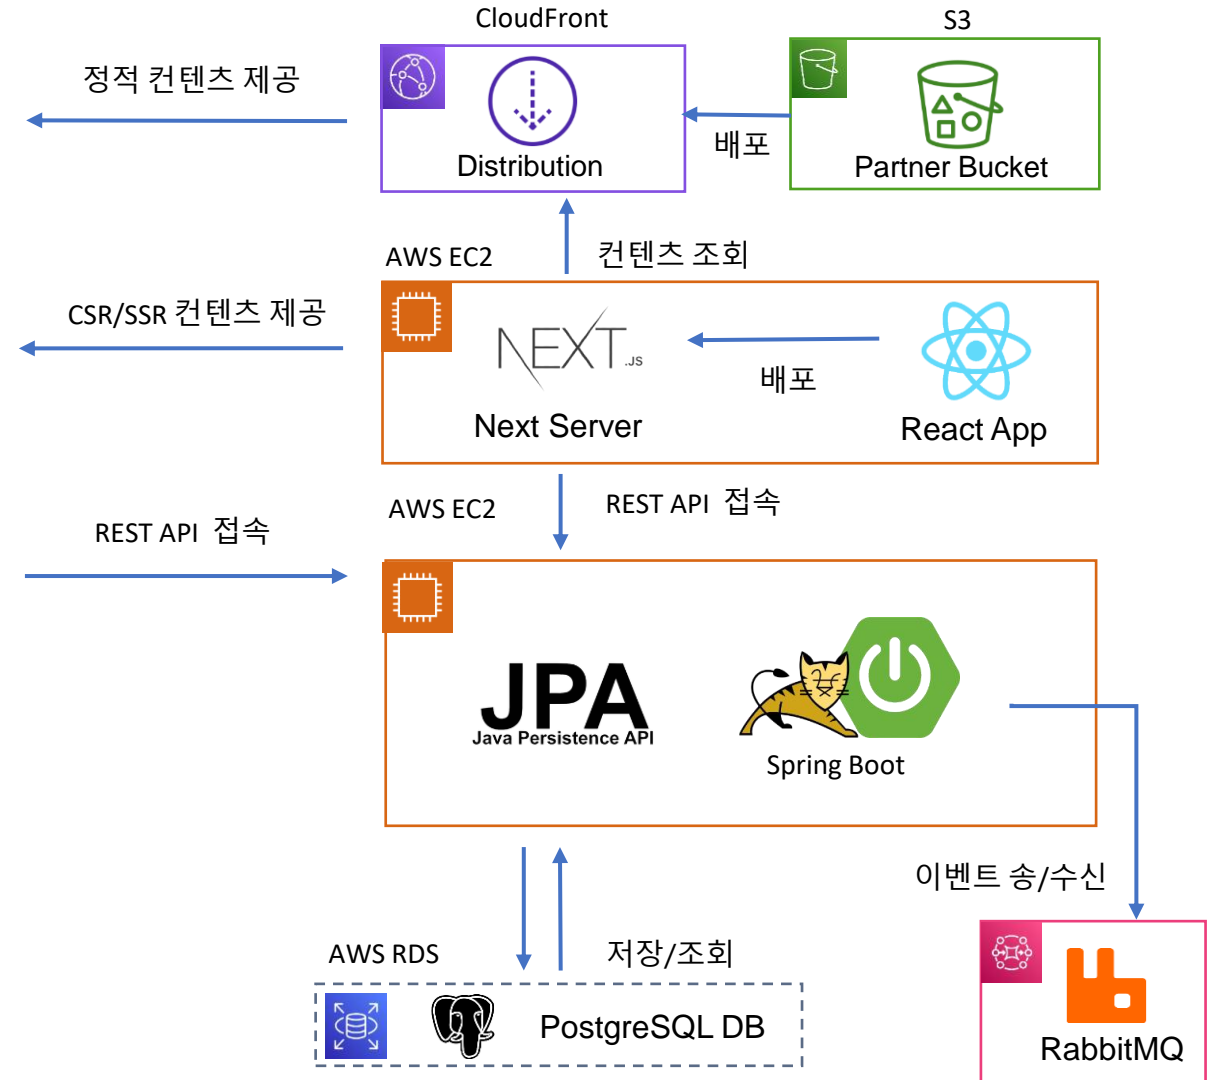 CloudFront
S3
정적 컨텐츠 제공
배포
Distribution
Partner Bucket
AWS EC2
컨텐츠 조회
CSR/SSR 컨텐츠 제공
NEXT.JS
배포
Next Server
React App
AWS EC2
REST API 접속
REST API 접속
JPA
Java Persistence API
Spring Boot
이벤트 송/수신
AWS RDS
저장/조회
PostgreSQL DB
RabbitMQ